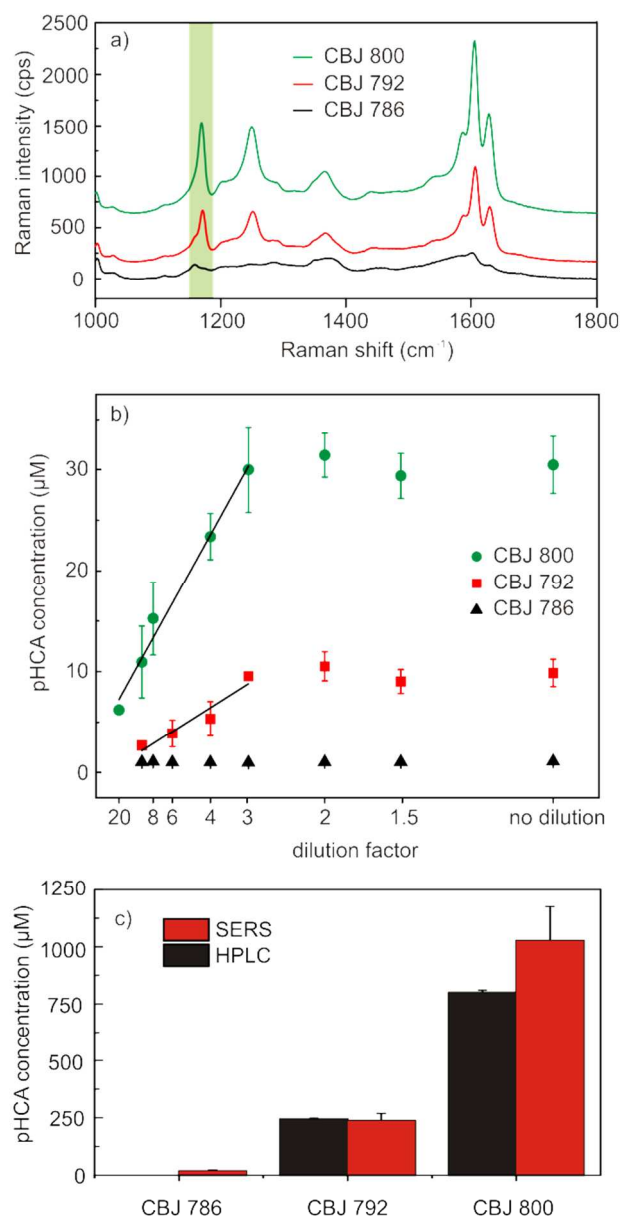 a)
2500
2000
1500
1000
500
0
Raman intensity (cps)
CBJ 800
CBJ 792
CBJ 786
1000 1200 1400 1600 1800
Raman shift (cm⁻¹)
b)
30
20
10
0
pHCA concentration (µM)
CBJ 800
CBJ 792
CBJ 786
20 8 6 4 3 2 1.5 no dilution
dilution factor
c)
1250
1000
750
500
250
0
pHCA concentration (µM)
SERS
HPLC
CBJ 786 CBJ 792 CBJ 800